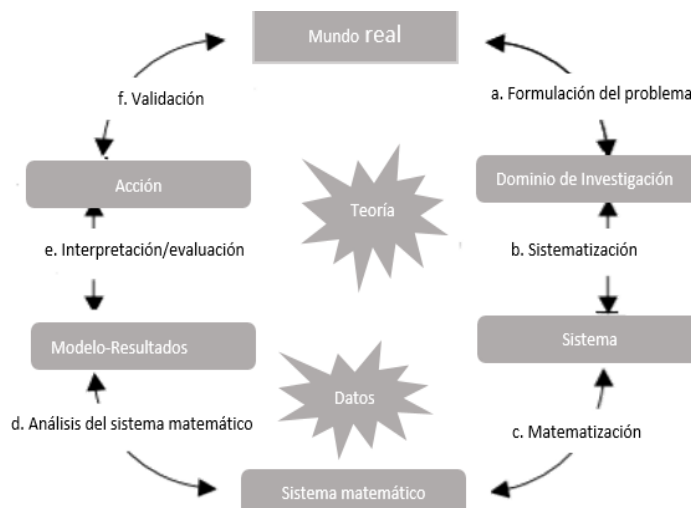 Mundo real
f. Validación
a. Formulación del problema
Acción
Teoría
Dominio de Investigación
e. Interpretación/evaluación
b. Sistematización
Modelo-Resultados
Sistema
Datos
d. Análisis del sistema matemático
c. Matematización
Sistema matemático